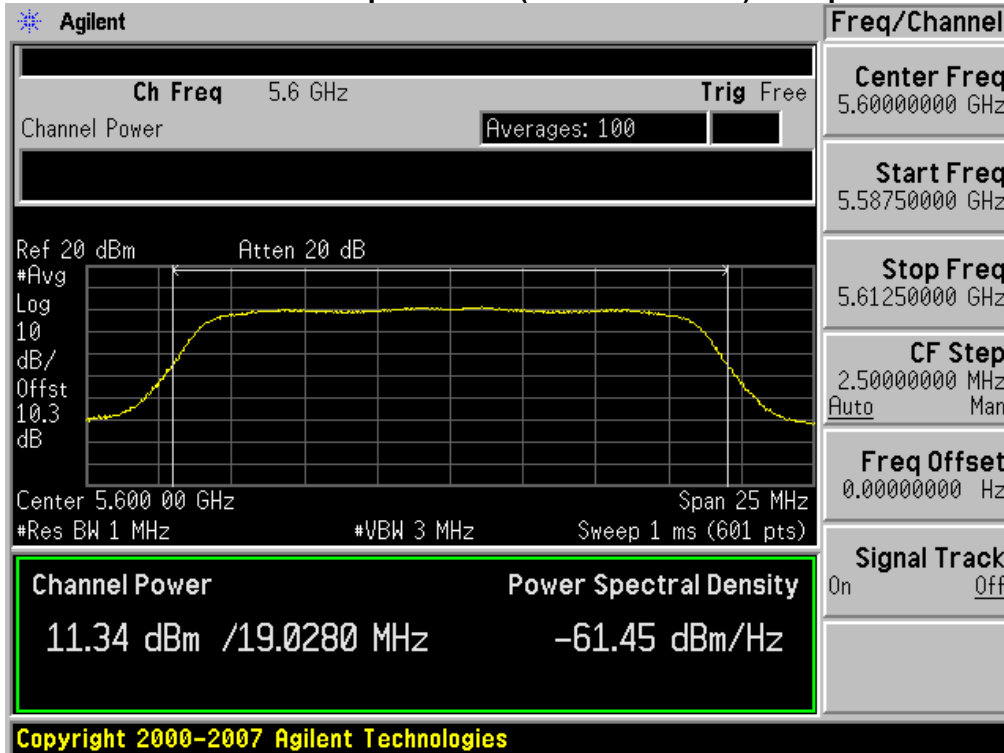 Agilent
Freq/Channel
Ch Freq 5.6 GHz Trig Free
Channel Power Averages: 100
Center Freq
5.60000000 GHz
Start Freq
5.58750000 GHz
Stop Freq
5.61250000 GHz
CF Step
2.50000000 MHz
Auto Man
Freq Offset
0.00000000 Hz
Signal Track
On Off
Ref 20 dBm Atten 20 dB
#Avg
Log
10
dB/
Offst
10.3
dB
Center 5.600 00 GHz Span 25 MHz
#Res BW 1 MHz #VBW 3 MHz Sweep 1 ms (601 pts)
Channel Power Power Spectral Density
11.34 dBm /19.0280 MHz -61.45 dBm/Hz
Copyright 2000-2007 Agilent Technologies